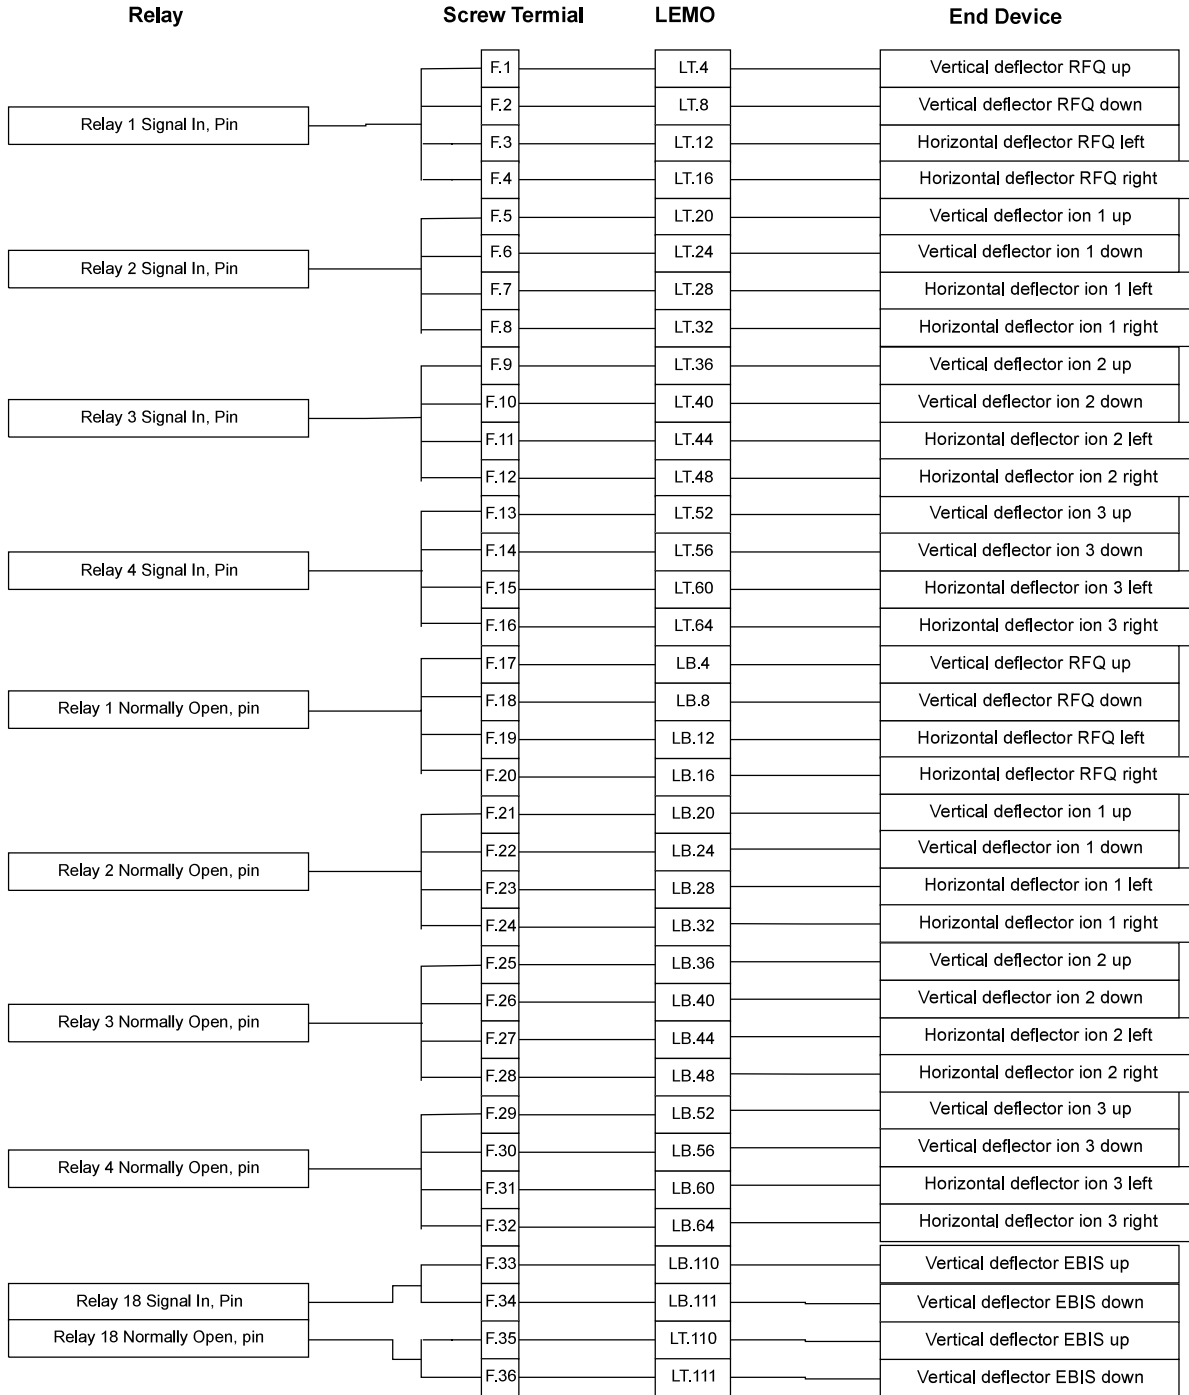 Relay Screw Termial LEMO End Device
F.1 LT.4 Vertical deflector RFQ up
F.2 LT.8 Vertical deflector RFQ down
Relay 1 Signal In, Pin
F.3 LT.12 Horizontal deflector RFQ left
F.4 LT.16 Horizontal deflector RFQ right
F.5 LT.20 Vertical deflector ion 1 up
F.6 LT.24 Vertical deflector ion 1 down
Relay 2 Signal In, Pin
F.7 LT.28 Horizontal deflector ion 1 left
F.8 LT.32 Horizontal deflector ion 1 right
F.9 LT.36 Vertical deflector ion 2 up
F.10 LT.40 Vertical deflector ion 2 down
Relay 3 Signal In, Pin
F.11 LT.44 Horizontal deflector ion 2 left
F.12 LT.48 Horizontal deflector ion 2 right
F.13 LT.52 Vertical deflector ion 3 up
F.14 LT.56 Vertical deflector ion 3 down
Relay 4 Signal In, Pin
F.15 LT.60 Horizontal deflector ion 3 left
F.16 LT.64 Horizontal deflector ion 3 right
F.17 LB.4 Vertical deflector RFQ up
F.18 LB.8 Vertical deflector RFQ down
Relay 1 Normally Open, pin
F.19 LB.12 Horizontal deflector RFQ left
F.20 LB.16 Horizontal deflector RFQ right
F.21 LB.20 Vertical deflector ion 1 up
F.22 LB.24 Vertical deflector ion 1 down
Relay 2 Normally Open, pin
F.23 LB.28 Horizontal deflector ion 1 left
F.24 LB.32 Horizontal deflector ion 1 right
F.25 LB.36 Vertical deflector ion 2 up
F.26 LB.40 Vertical deflector ion 2 down
Relay 3 Normally Open, pin
F.27 LB.44 Horizontal deflector ion 2 left
F.28 LB.48 Horizontal deflector ion 2 right
F.29 LB.52 Vertical deflector ion 3 up
F.30 LB.56 Vertical deflector ion 3 down
Relay 4 Normally Open, pin
F.31 LB.60 Horizontal deflector ion 3 left
F.32 LB.64 Horizontal deflector ion 3 right
F.33 LB.110 Vertical deflector EBIS up
Relay 18 Signal In, Pin F.34 LB.111 Vertical deflector EBIS down
Relay 18 Normally Open, pin F.35 LT.110 Vertical deflector EBIS up
F.36 LT.111 Vertical deflector EBIS down